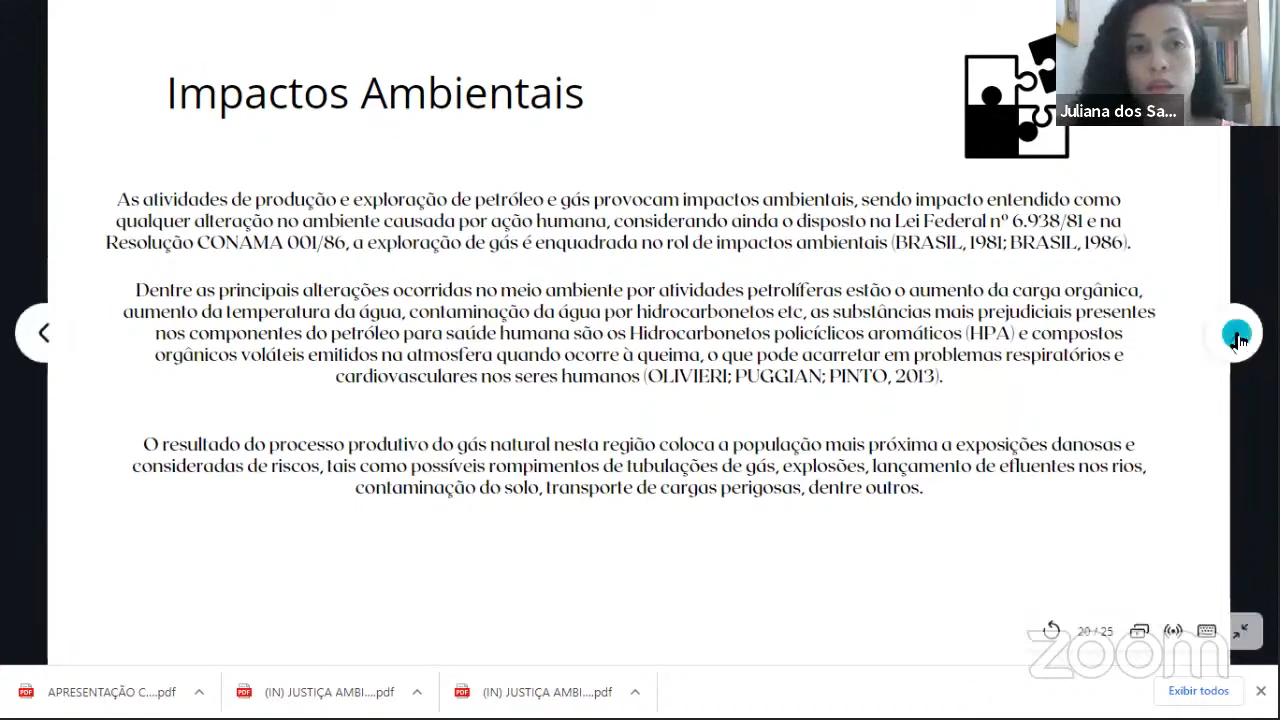 Impactos Ambientais
Juliana dos Sa...
As atividades de produção e exploração de petróleo e gás provocam impactos ambientais, sendo impacto entendido como
qualquer alteração no ambiente causada por ação humana, considerando ainda o disposto na Lei Federal nº 6.938/81 e na
Resolução CONAMA 001/86, a exploração de gás é enquadrada no rol de impactos ambientais (BRASIL, 1981; BRASIL, 1986).
Dentre as principais alterações ocorridas no meio ambiente por atividades petrolíferas estão o aumento da carga orgânica,
aumento da temperatura da água, contaminação da água por hidrocarbonetos etc, as substâncias mais prejudiciais presentes
nos componentes do petróleo para saúde humana são os Hidrocarbonetos policíclicos aromáticos (HPA) e compostos
orgânicos voláteis emitidos na atmosfera quando ocorre à queima, o que pode acarretar em problemas respiratórios e
cardiovasculares nos seres humanos (OLIVIERI; PUGGIAN; PINTO, 2013).
O resultado do processo produtivo do gás natural nesta região coloca a população mais próxima a exposições danosas e
consideradas de riscos, tais como possíveis rompimentos de tubulações de gás, explosões, lançamento de efluentes nos rios,
contaminação do solo, transporte de cargas perigosas, dentre outros.
20 / 25
zoom
APRESENTAÇÃO C....pdf
(IN) JUSTIÇA AMBI....pdf
(IN) JUSTIÇA AMBI....pdf
Exibir todos